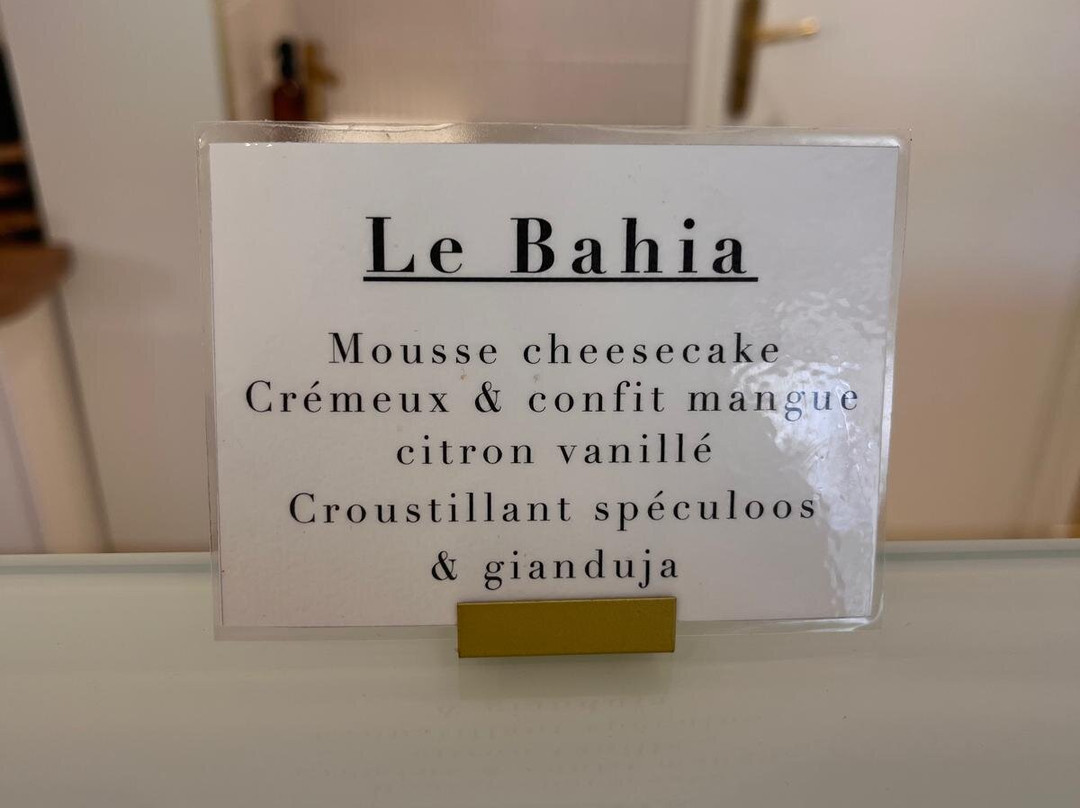 Le Bahia
Mousse cheesecake
Crémeux & confit mangue
citron vanillé
Croustillant spéculoos
& gianduja